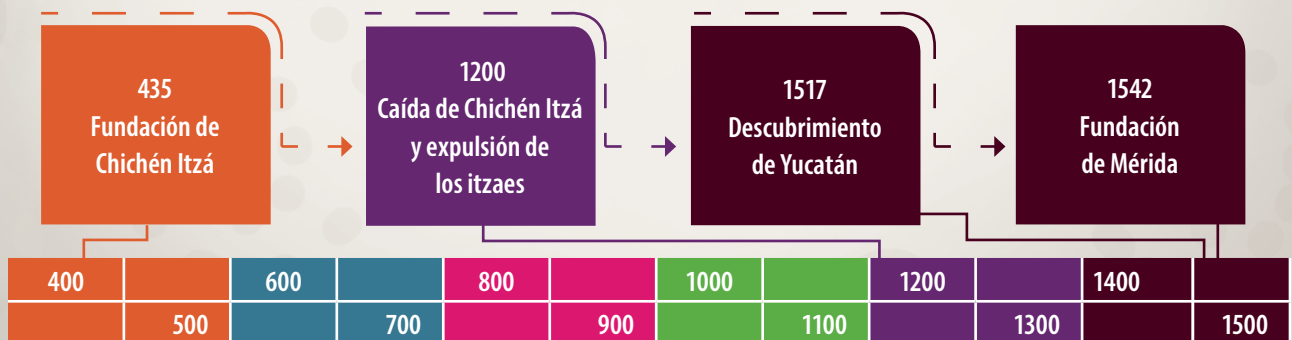 435
Fundación de
Chichén Itzá
1200
Caída de Chichén Itzá
y expulsión de
los itzaes
1517
Descubrimiento
de Yucatán
1542
Fundación
de Mérida
400 600 800 1000 1200 1400
500 700 900 1100 1300 1500